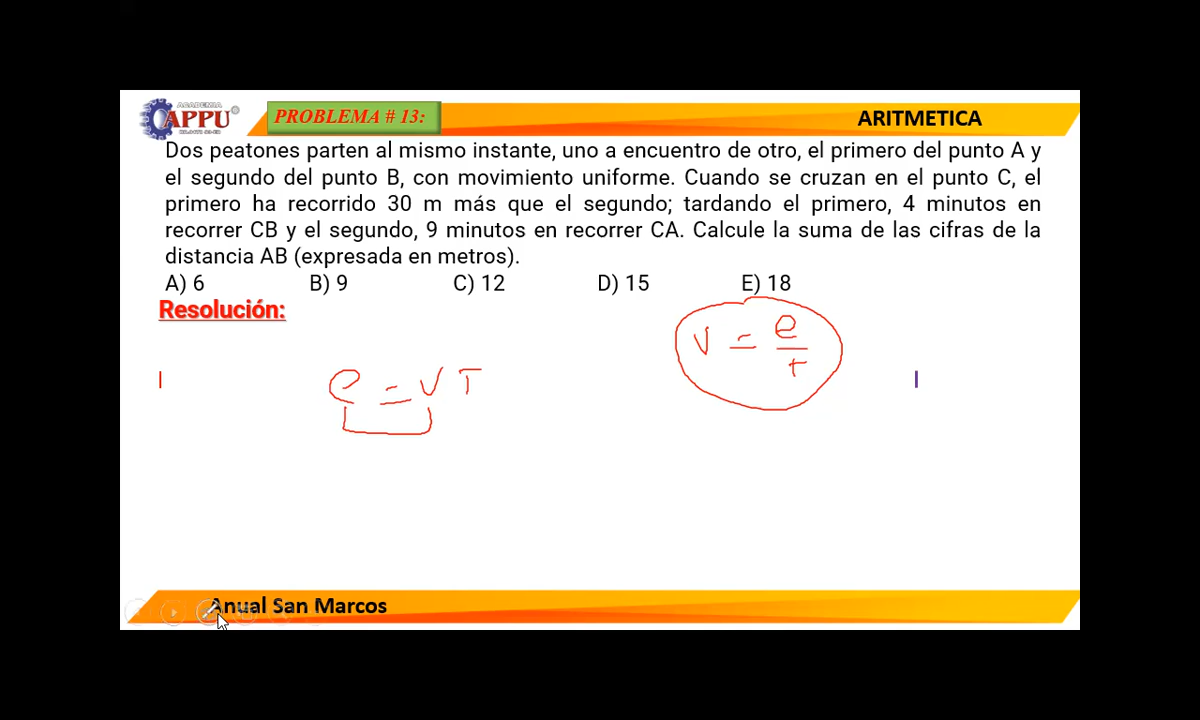 ACADEMIA
APPU
PROBLEMA # 13:
ARITMETICA
Dos peatones parten al mismo instante, uno a encuentro de otro, el primero del punto A y
el segundo del punto B, con movimiento uniforme. Cuando se cruzan en el punto C, el
primero ha recorrido 30 m más que el segundo; tardando el primero, 4 minutos en
recorrer CB y el segundo, 9 minutos en recorrer CA. Calcule la suma de las cifras de la
distancia AB (expresada en metros).
A) 6 B) 9 C) 12 D) 15 E) 18
Resolución:
V = e/t
e = V T
Anual San Marcos